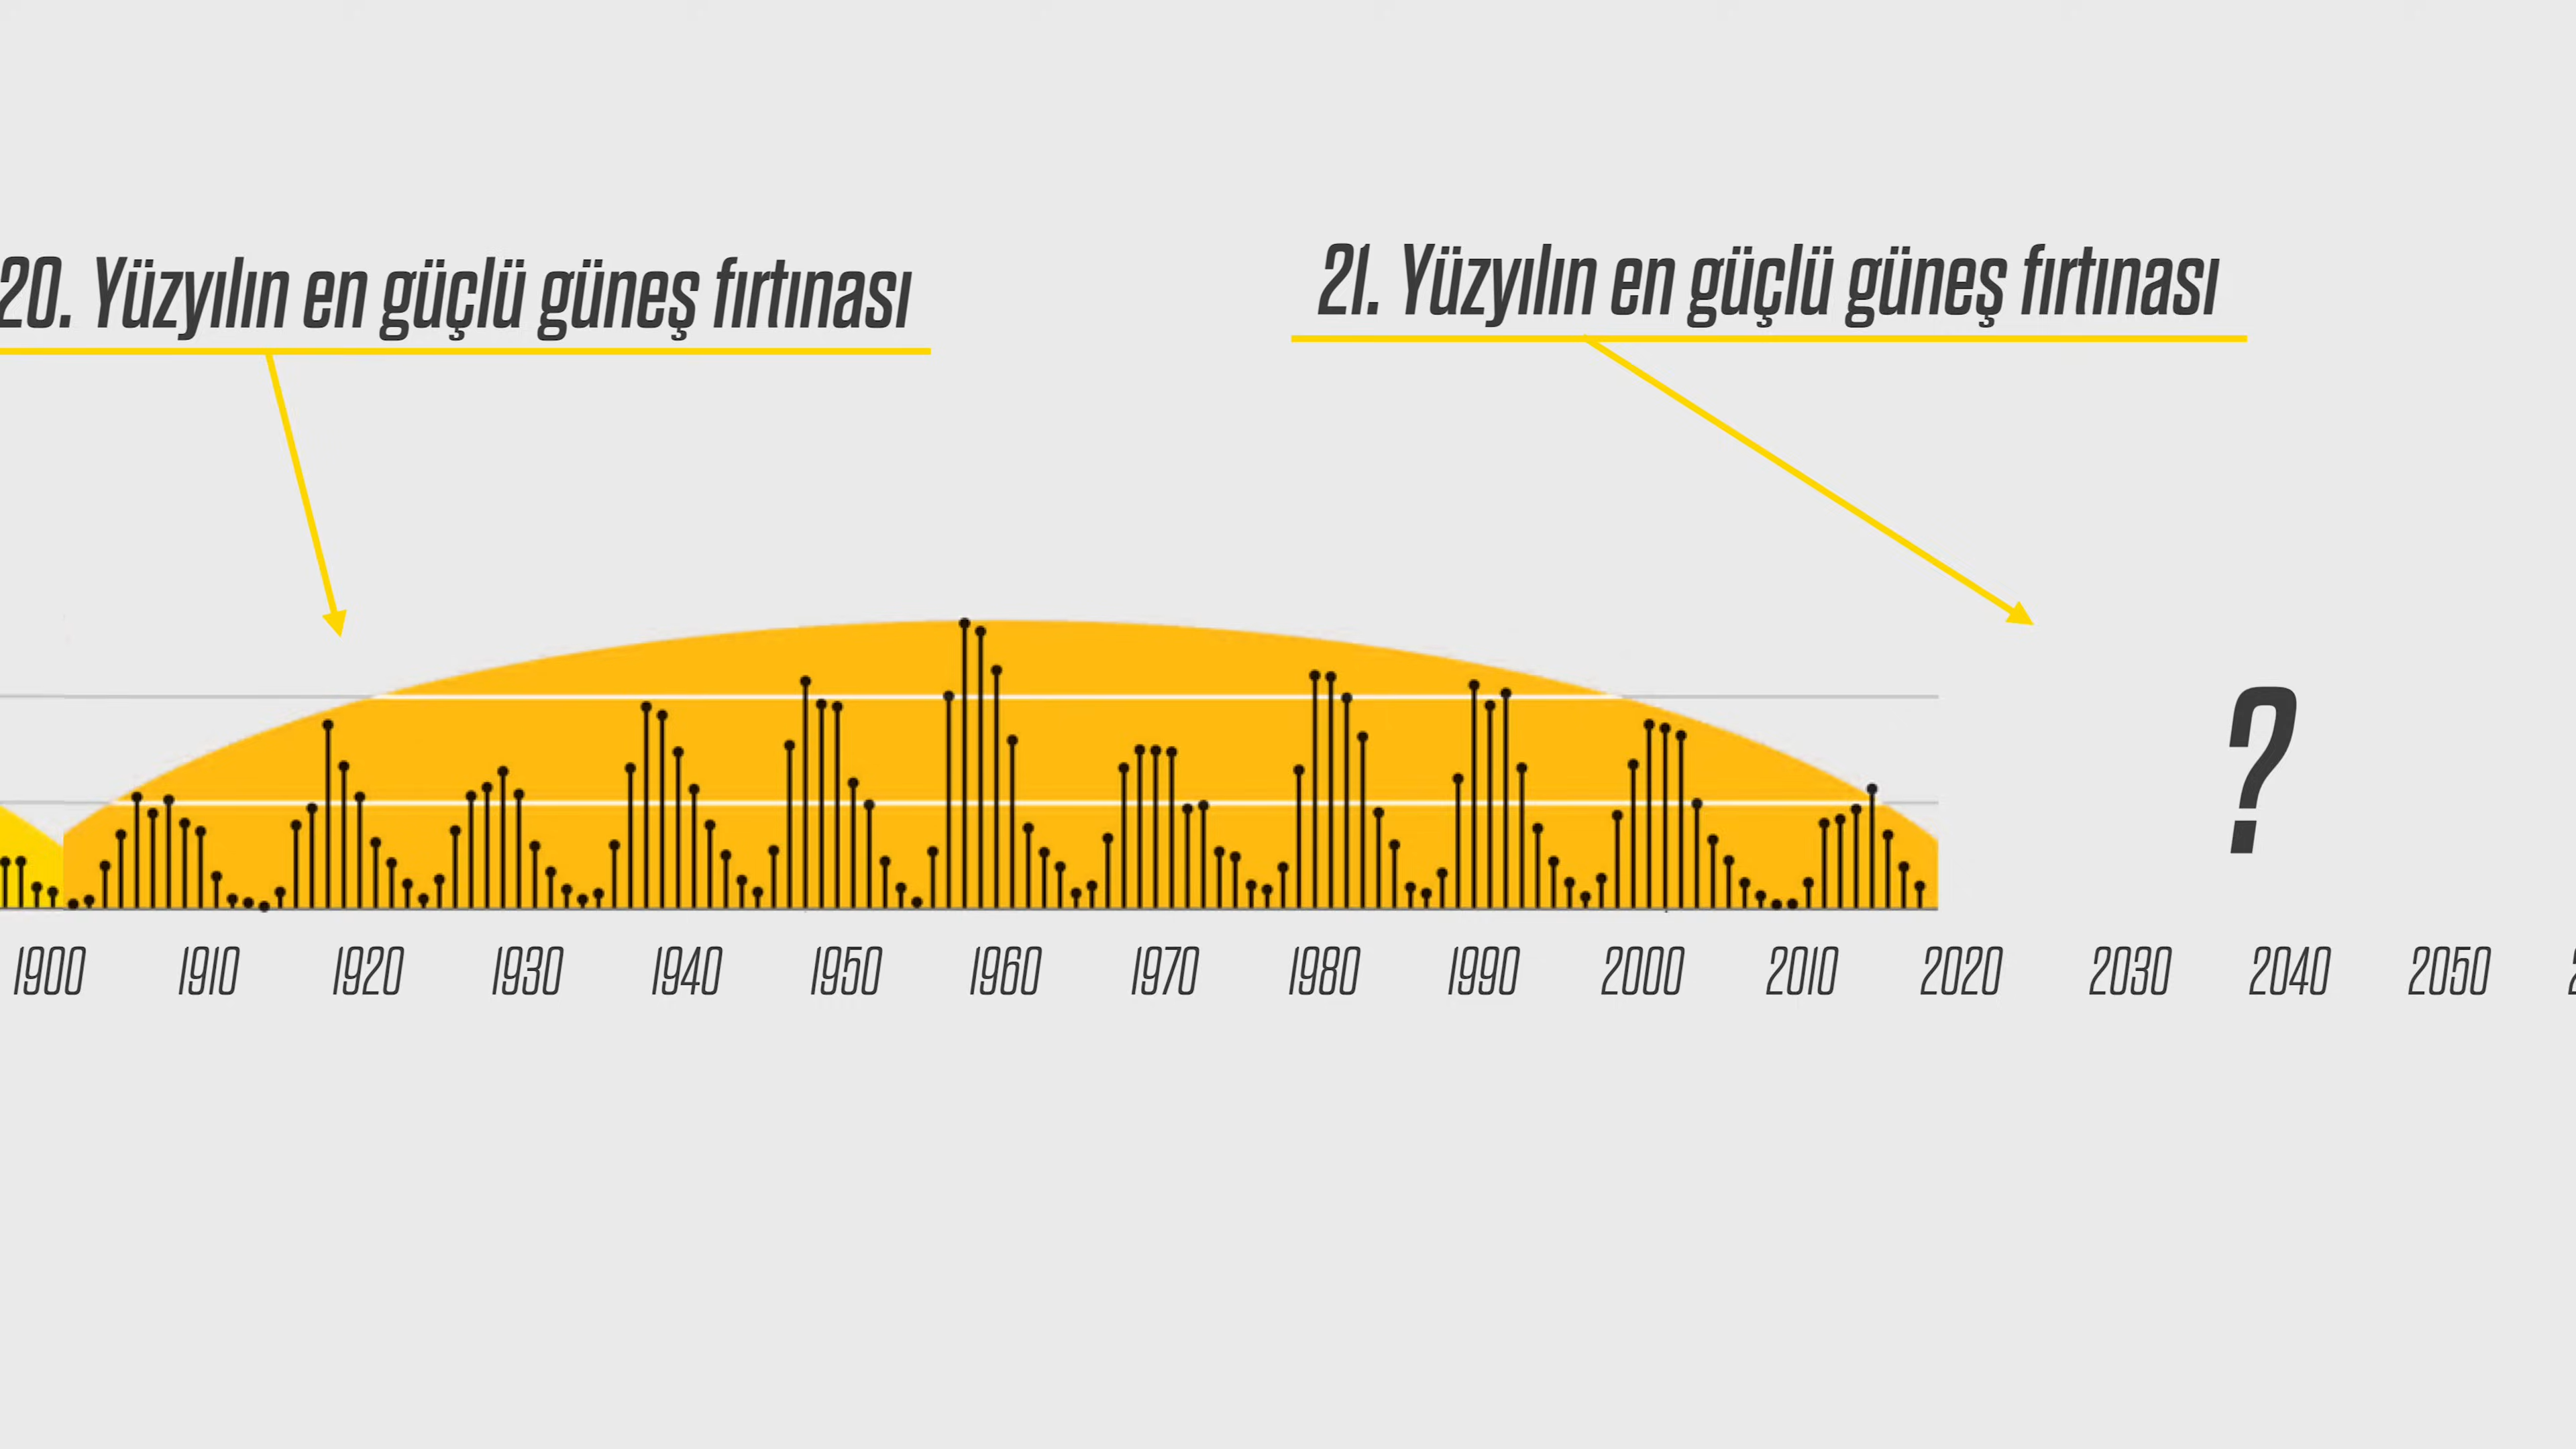 20. Yüzyılın en güçlü güneş fırtınası
21. Yüzyılın en güçlü güneş fırtınası
?
1900 1910 1920 1930 1940 1950 1960 1970 1980 1990 2000 2010 2020 2030 2040 2050